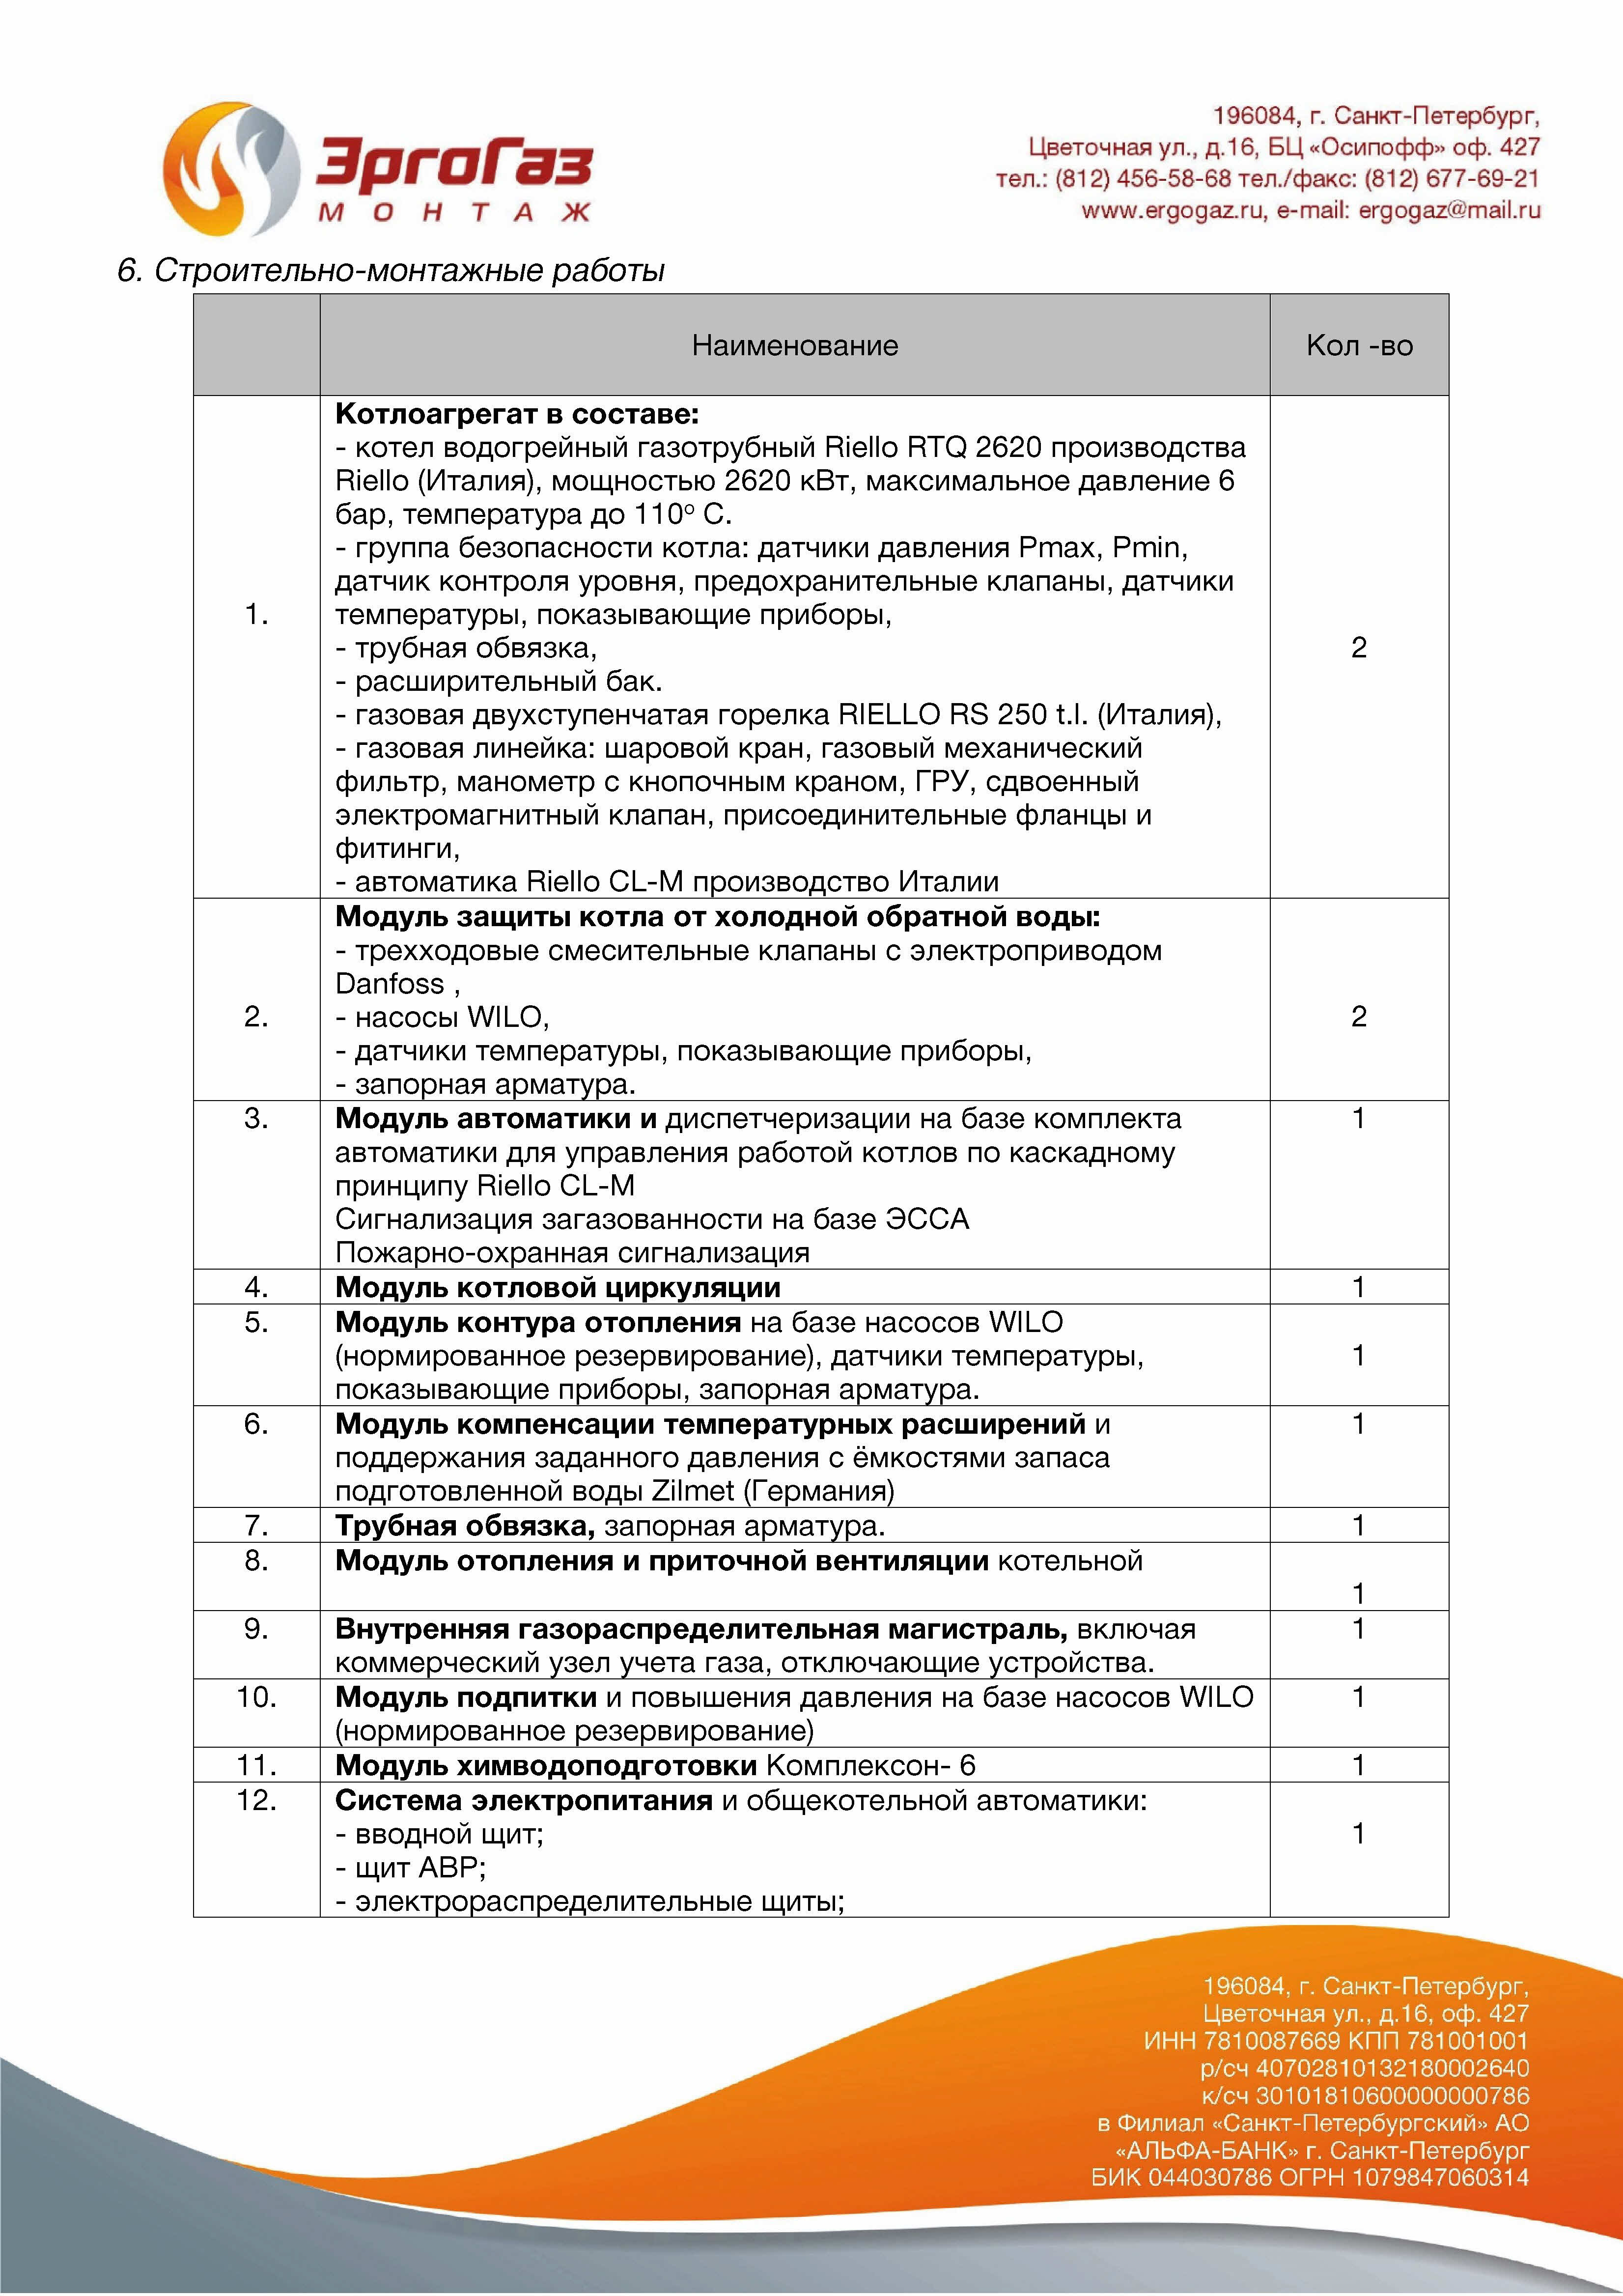 ЭргоГаз
МОНТАЖ
196084, г. Санкт-Петербург,
Цветочная ул., д.16, БЦ «Осипофф» оф. 427
тел.: (812) 456-58-68 тел./факс: (812) 677-69-21
www.ergogaz.ru, e-mail: ergogaz@mail.ru
6. Строительно-монтажные работы
Наименование
Кол -во
1.
Котлоагрегат в составе:
- котел водогрейный газотрубный Riello RTQ 2620 производства
Riello (Италия), мощностью 2620 кВт, максимальное давление 6
бар, температура до 110º С.
- группа безопасности котла: датчики давления Pmax, Pmin,
датчик контроля уровня, предохранительные клапаны, датчики
температуры, показывающие приборы,
- трубная обвязка,
- расширительный бак.
- газовая двухступенчатая горелка RIELLO RS 250 t.l. (Италия),
- газовая линейка: шаровой кран, газовый механический
фильтр, манометр с кнопочным краном, ГРУ, сдвоенный
электромагнитный клапан, присоединительные фланцы и
фитинги,
- автоматика Riello CL-M производство Италии
2
2.
Модуль защиты котла от холодной обратной воды:
- трехходовые смесительные клапаны с электроприводом
Danfoss ,
- насосы WILO,
- датчики температуры, показывающие приборы,
- запорная арматура.
2
3.
Модуль автоматики и диспетчеризации на базе комплекта
автоматики для управления работой котлов по каскадному
принципу Riello CL-M
Сигнализация загазованности на базе ЭССА
Пожарно-охранная сигнализация
1
4.
Модуль котловой циркуляции
1
5.
Модуль контура отопления на базе насосов WILO
(нормированное резервирование), датчики температуры,
показывающие приборы, запорная арматура.
1
6.
Модуль компенсации температурных расширений и
поддержания заданного давления с ёмкостями запаса
подготовленной воды Zilmet (Германия)
1
7.
Трубная обвязка, запорная арматура.
1
8.
Модуль отопления и приточной вентиляции котельной
1
9.
Внутренняя газораспределительная магистраль, включая
коммерческий узел учета газа, отключающие устройства.
1
10.
Модуль подпитки и повышения давления на базе насосов WILO
(нормированное резервирование)
1
11.
Модуль химводоподготовки Комплексон- 6
1
12.
Система электропитания и общекотельной автоматики:
- вводной щит;
- щит АВР;
- электрораспределительные щиты;
1
196084, г. Санкт-Петербург,
Цветочная ул., д.16, оф. 427
ИНН 7810087669 КПП 781001001
р/сч 40702810132180002640
к/сч 30101810600000000786
в Филиал «Санкт-Петербургский» АО
«АЛЬФА-БАНК» г. Санкт-Петербург
БИК 044030786 ОГРН 1079847060314